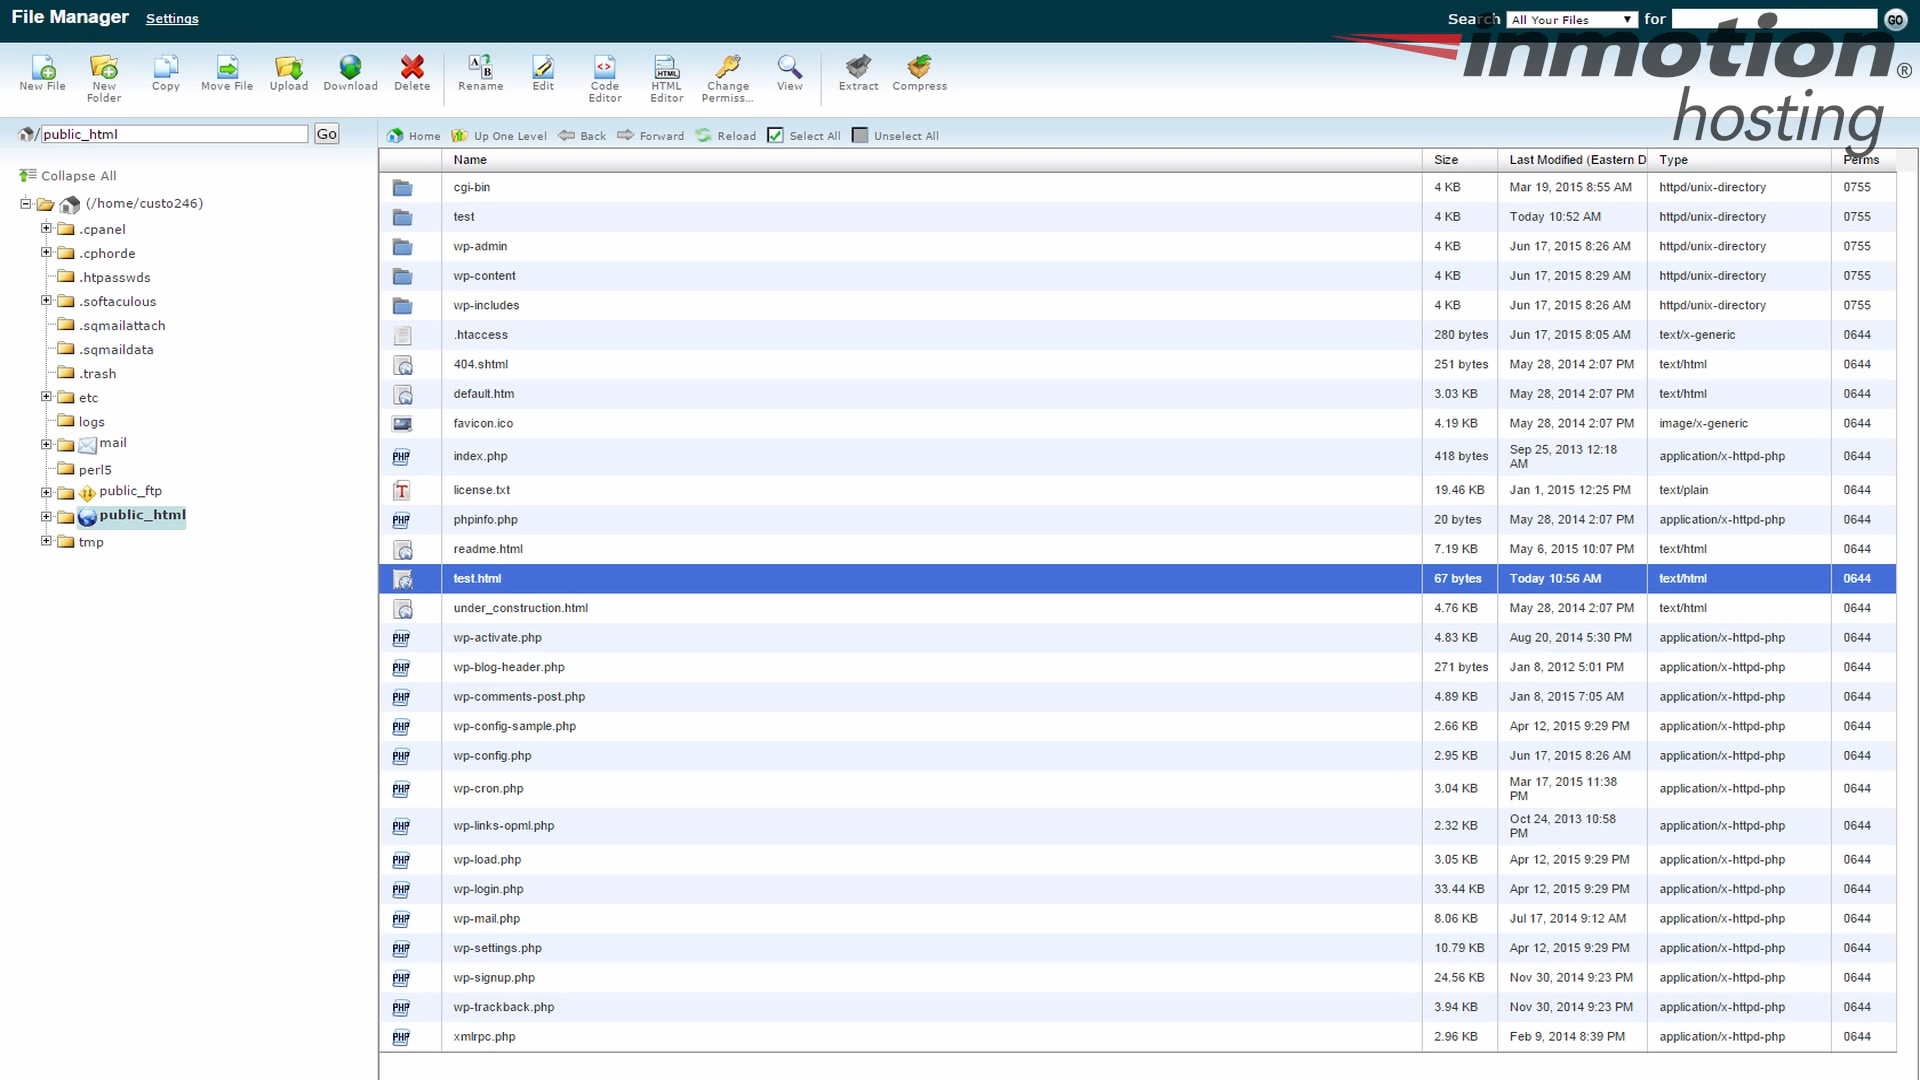 File Manager Settings Search All Your Files for GO
inmotion®
hosting
New File New Folder Copy Move File Upload Download Delete Rename Edit Code Editor HTML Editor Change Permiss... View Extract Compress
/ public_html Go
Home Up One Level Back Forward Reload Select All Unselect All
Collapse All
(/home/custo246)
.cpanel
.cphorde
.htpasswds
.softaculous
.sqmailattach
.sqmaildata
.trash
etc
logs
mail
perl5
public_ftp
public_html
tmp
Name Size Last Modified (Eastern D Type Perms
cgi-bin 4 KB Mar 19, 2015 8:55 AM httpd/unix-directory 0755
test 4 KB Today 10:52 AM httpd/unix-directory 0755
wp-admin 4 KB Jun 17, 2015 8:26 AM httpd/unix-directory 0755
wp-content 4 KB Jun 17, 2015 8:29 AM httpd/unix-directory 0755
wp-includes 4 KB Jun 17, 2015 8:26 AM httpd/unix-directory 0755
.htaccess 280 bytes Jun 17, 2015 8:05 AM text/x-generic 0644
404.shtml 251 bytes May 28, 2014 2:07 PM text/html 0644
default.htm 3.03 KB May 28, 2014 2:07 PM text/html 0644
favicon.ico 4.19 KB May 28, 2014 2:07 PM image/x-generic 0644
PHP index.php 418 bytes Sep 25, 2013 12:18 AM application/x-httpd-php 0644
T license.txt 19.46 KB Jan 1, 2015 12:25 PM text/plain 0644
PHP phpinfo.php 20 bytes May 28, 2014 2:07 PM application/x-httpd-php 0644
readme.html 7.19 KB May 6, 2015 10:07 PM text/html 0644
test.html 67 bytes Today 10:56 AM text/html 0644
under_construction.html 4.76 KB May 28, 2014 2:07 PM text/html 0644
PHP wp-activate.php 4.83 KB Aug 20, 2014 5:30 PM application/x-httpd-php 0644
PHP wp-blog-header.php 271 bytes Jan 8, 2012 5:01 PM application/x-httpd-php 0644
PHP wp-comments-post.php 4.89 KB Jan 8, 2015 7:05 AM application/x-httpd-php 0644
PHP wp-config-sample.php 2.66 KB Apr 12, 2015 9:29 PM application/x-httpd-php 0644
PHP wp-config.php 2.95 KB Jun 17, 2015 8:26 AM application/x-httpd-php 0644
PHP wp-cron.php 3.04 KB Mar 17, 2015 11:38 PM application/x-httpd-php 0644
PHP wp-links-opml.php 2.32 KB Oct 24, 2013 10:58 PM application/x-httpd-php 0644
PHP wp-load.php 3.05 KB Apr 12, 2015 9:29 PM application/x-httpd-php 0644
PHP wp-login.php 33.44 KB Apr 12, 2015 9:29 PM application/x-httpd-php 0644
PHP wp-mail.php 8.06 KB Jul 17, 2014 9:12 AM application/x-httpd-php 0644
PHP wp-settings.php 10.79 KB Apr 12, 2015 9:29 PM application/x-httpd-php 0644
PHP wp-signup.php 24.56 KB Nov 30, 2014 9:23 PM application/x-httpd-php 0644
PHP wp-trackback.php 3.94 KB Nov 30, 2014 9:23 PM application/x-httpd-php 0644
PHP xmlrpc.php 2.96 KB Feb 9, 2014 8:39 PM application/x-httpd-php 0644